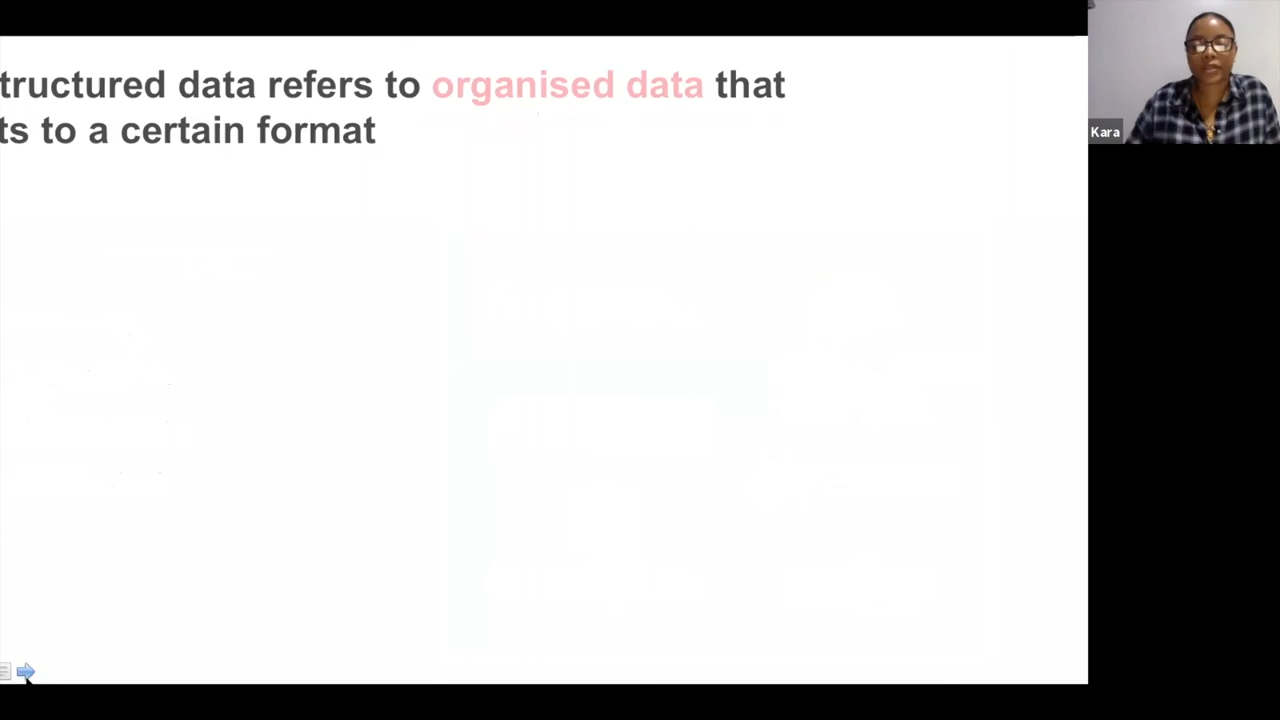 tructured data refers to organised data that
ts to a certain format
Kara